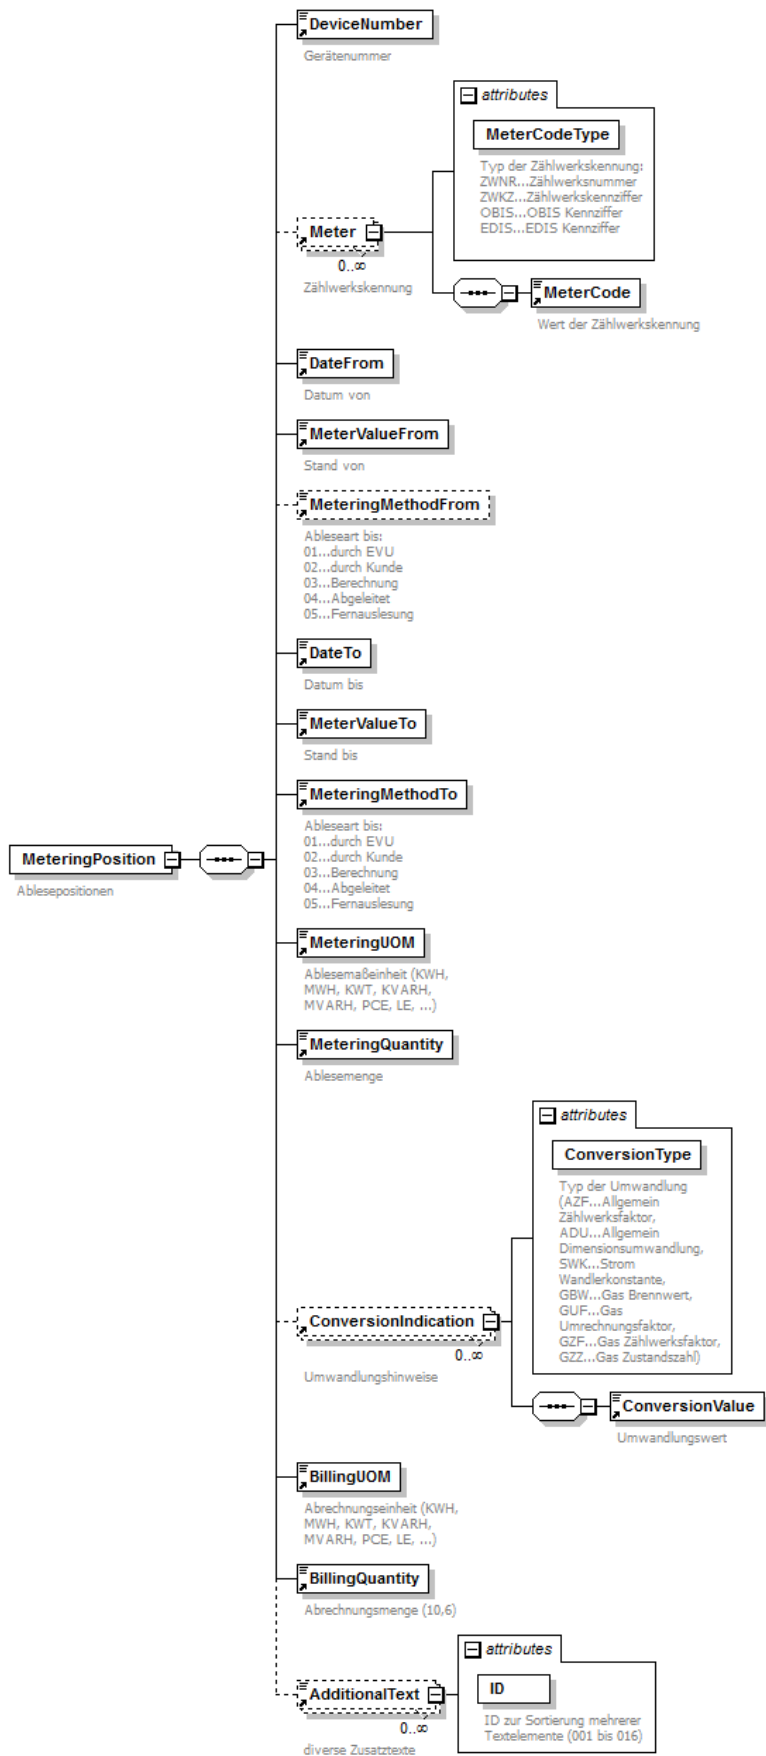 DeviceNumber
Gerätenummer
attributes
MeterCodeType
Typ der Zählwerkskennung:
ZWNR...Zählwerksnummer
ZWKZ...Zählwerkskennziffer
OBIS...OBIS Kennziffer
EDIS...EDIS Kennziffer
Meter
0..∞
Zählwerkskennung
MeterCode
Wert der Zählwerkskennung
DateFrom
Datum von
MeterValueFrom
Stand von
MeteringMethodFrom
Ableseart bis:
01...durch EVU
02...durch Kunde
03...Berechnung
04...Abgeleitet
05...Fernauslesung
DateTo
Datum bis
MeterValueTo
Stand bis
MeteringMethodTo
Ableseart bis:
01...durch EVU
02...durch Kunde
03...Berechnung
04...Abgeleitet
05...Fernauslesung
MeteringPosition
Ablesepositionen
MeteringUOM
Ablesemaßeinheit (KWH,
MWH, KWT, KVARH,
MVARH, PCE, LE, ...)
MeteringQuantity
Ablesemenge
attributes
ConversionType
Typ der Umwandlung
(AZF...Allgemein
Zählwerksfaktor,
ADU...Allgemein
Dimensionsumwandlung,
SWK...Strom
Wandlerkonstante,
GBW...Gas Brennwert,
GUF...Gas
Umrechnungsfaktor,
GZF...Gas Zählwerksfaktor,
GZZ...Gas Zustandszahl)
ConversionIndication
0..∞
Umwandlungshinweise
ConversionValue
Umwandlungswert
BillingUOM
Abrechnungseinheit (KWH,
MWH, KWT, KVARH,
MVARH, PCE, LE, ...)
BillingQuantity
Abrechnungsmenge (10,6)
attributes
ID
ID zur Sortierung mehrerer
Textelemente (001 bis 016)
AdditionalText
0..∞
diverse Zusatztexte